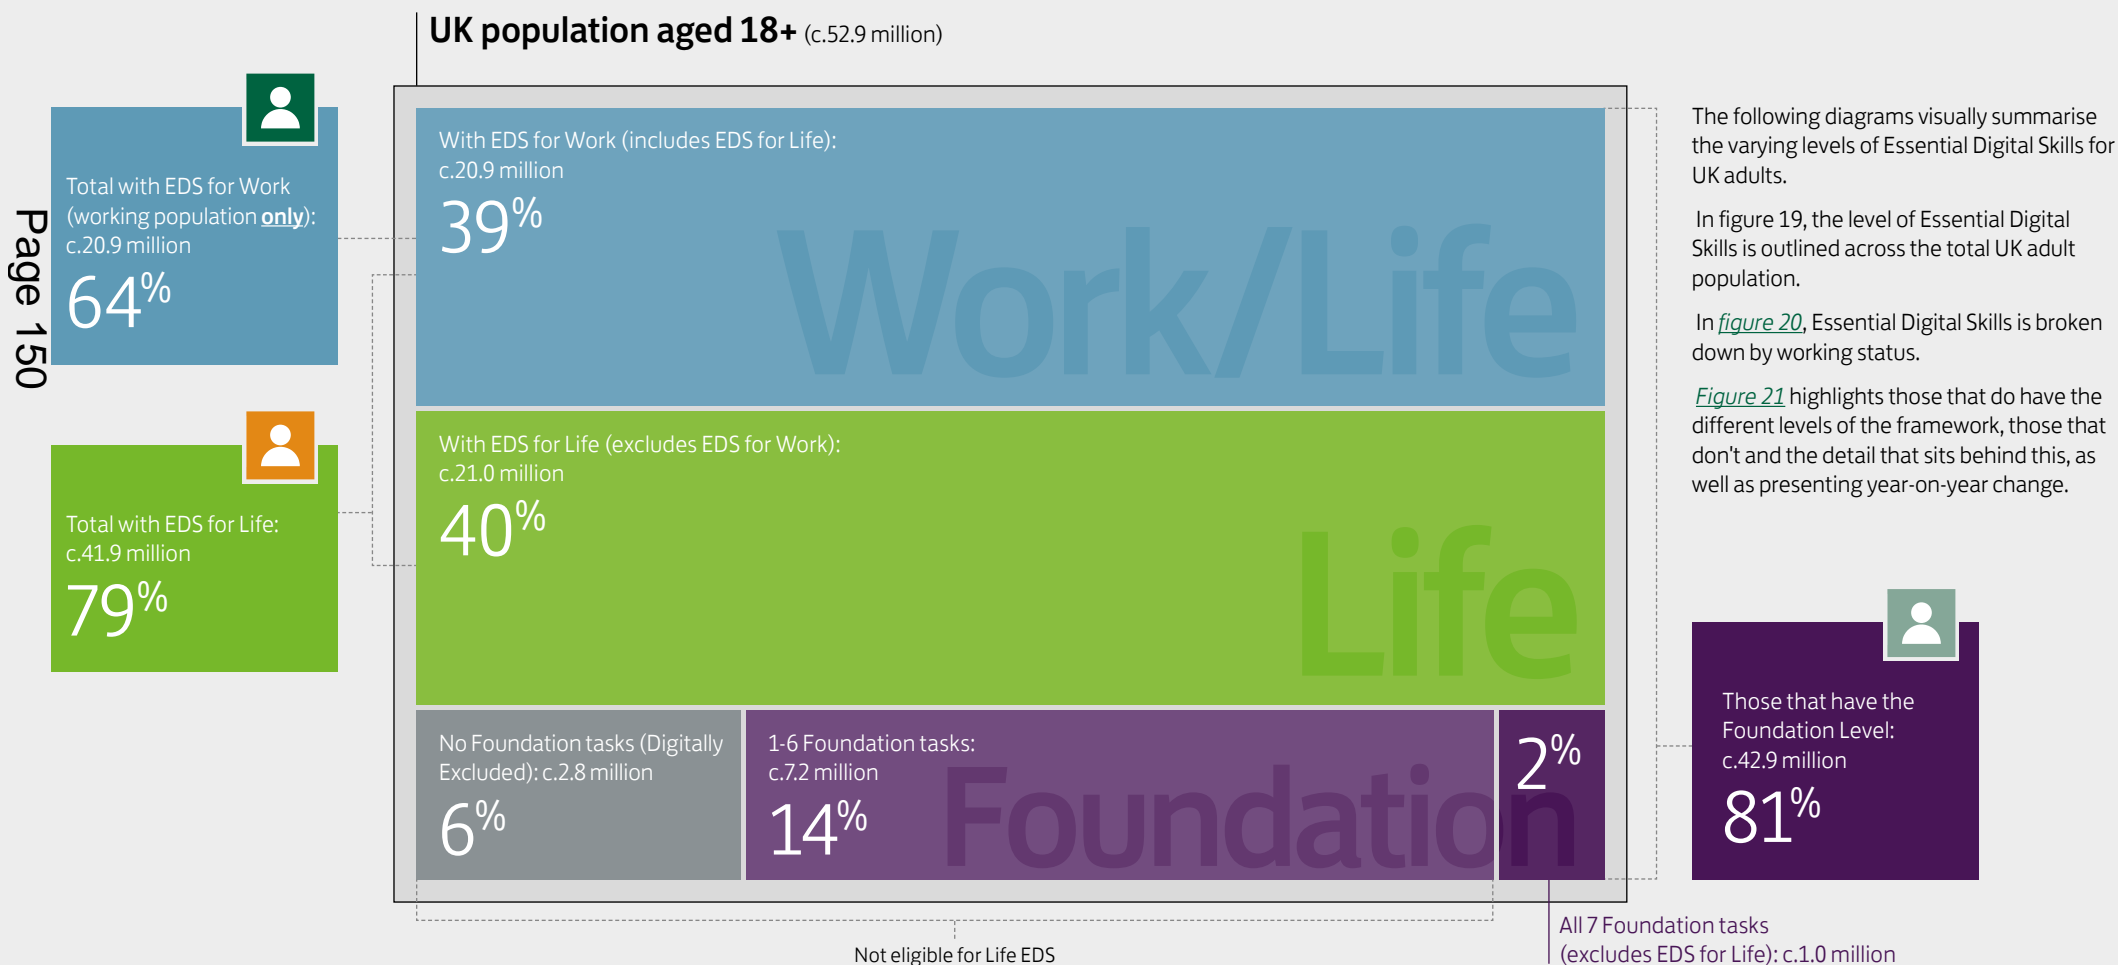 UK population aged 18+ (c.52.9 million)
Page 150
Total with EDS for Work
(working population only):
c.20.9 million
64%
Total with EDS for Life:
c.41.9 million
79%
With EDS for Work (includes EDS for Life):
c.20.9 million
39%
Work/Life
With EDS for Life (excludes EDS for Work):
c.21.0 million
40%
Life
No Foundation tasks (Digitally
Excluded): c.2.8 million
6%
1-6 Foundation tasks:
c.7.2 million
14%
Foundation
2%
Not eligible for Life EDS
All 7 Foundation tasks
(excludes EDS for Life): c.1.0 million
The following diagrams visually summarise
the varying levels of Essential Digital Skills for
UK adults.
In figure 19, the level of Essential Digital
Skills is outlined across the total UK adult
population.
In figure 20, Essential Digital Skills is broken
down by working status.
Figure 21 highlights those that do have the
different levels of the framework, those that
don't and the detail that sits behind this, as
well as presenting year-on-year change.
Those that have the
Foundation Level:
c.42.9 million
81%